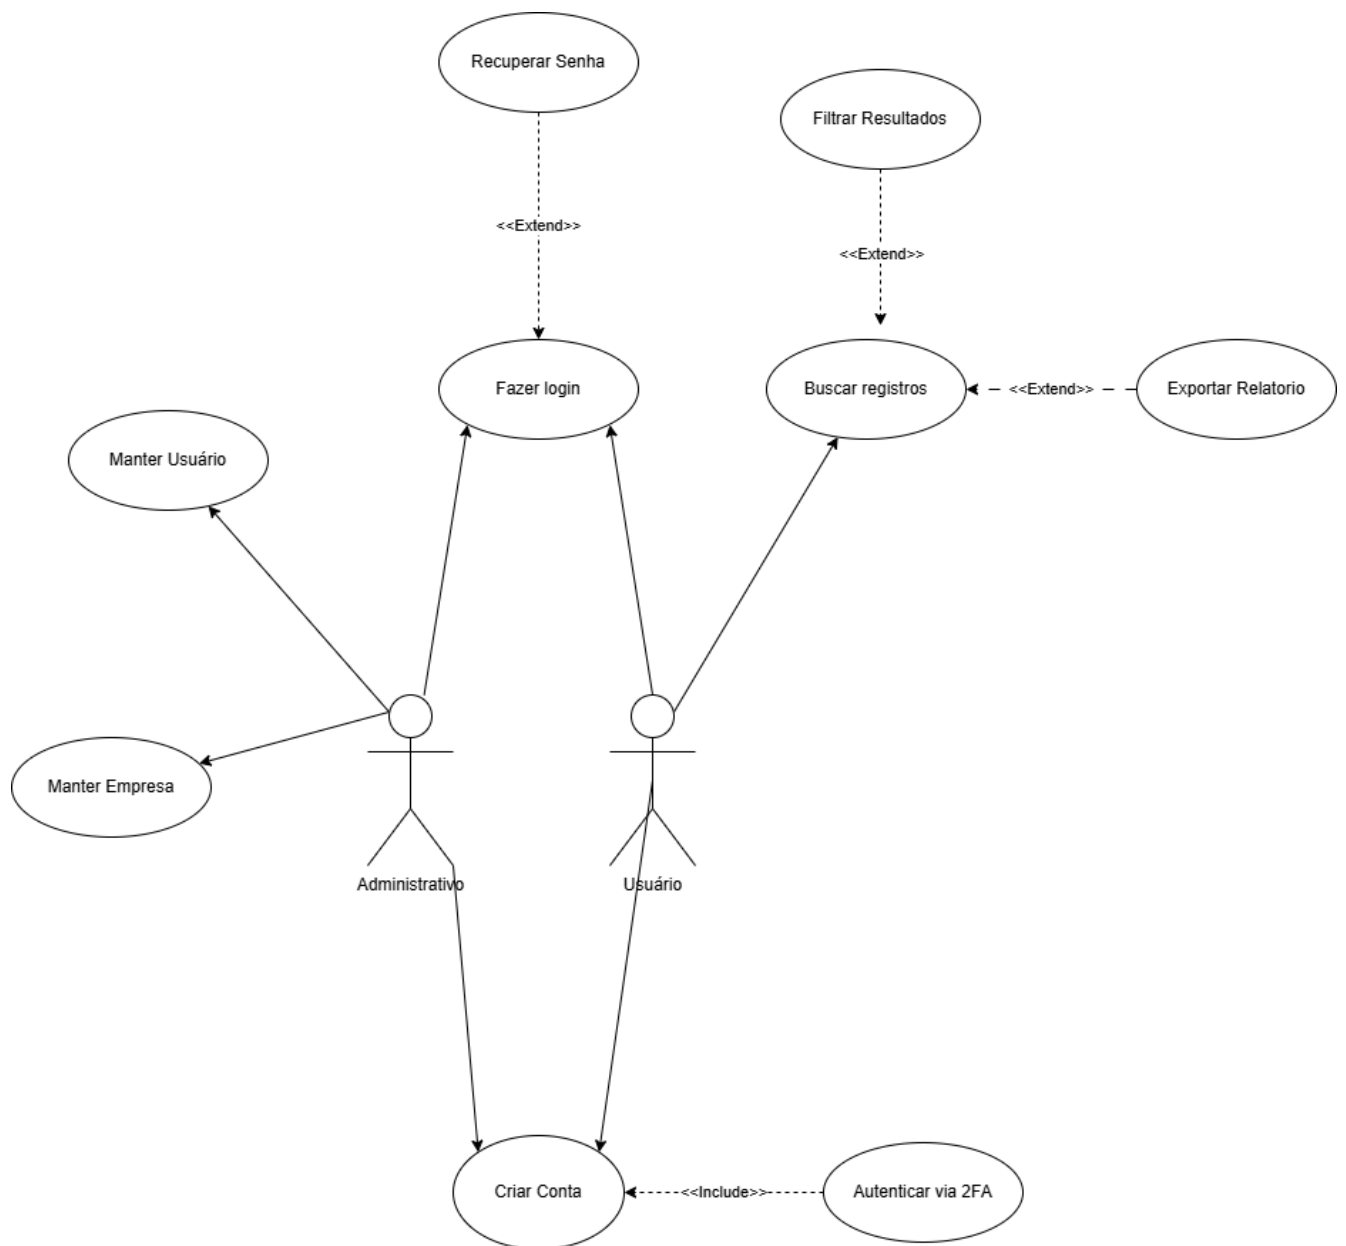 Recuperar Senha
Filtrar Resultados
<<Extend>>
<<Extend>>
Fazer login
Buscar registros
<<Extend>>
Exportar Relatorio
Manter Usuário
Manter Empresa
Administrativo
Usuário
Criar Conta
<<Include>>
Autenticar via 2FA